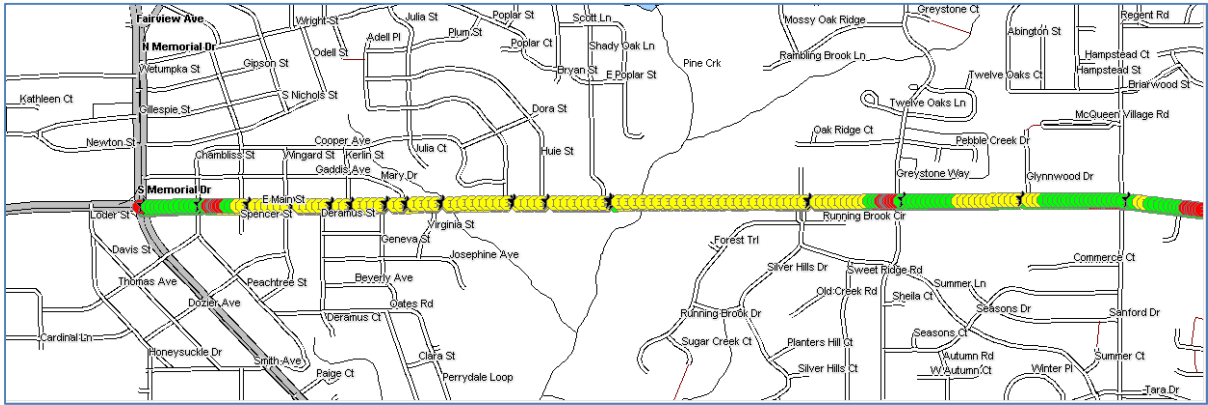 Fairview Ave
Wright St
Julia St
Poplar St
Scott Ln
Mossy Oak Ridge
Greystone Ct
Regent Rd
Adell Pl
Plum St
Abington St
N Memorial Dr
Odell St
Poplar Ct
Shady Oak Ln
Rambling Brook Ln
Hampstead Ct
Wetumpka St
Gipson St
Bryan St
E Poplar St
Pine Crk
Twelve Oaks Ct
Hampstead St
Briarwood St
Kathleen Ct
S Nichols St
Gillespie St
Dora St
Twelve Oaks Ln
McQueen Village Rd
Newton St
Cooper Ave
Julia Ct
Huie St
Oak Ridge Ct
Pebble Creek Dr
Chambliss St
Wingard St
Kerlin St
Gaddis Ave
Mary Dr
Greystone Way
Glynnwood Dr
S Memorial Dr
E Main St
Loder St
Spencer St
Deramus St
Running Brook Cir
Virginia St
Davis St
Geneva St
Forest Trl
Josephine Ave
Commerce Ct
Silver Hills Dr
Sweet Ridge Rd
Thomas Ave
Peachtree St
Beverly Ave
Summer Ln
Old Creek Rd
Sheila Ct
Dozier Ave
Oates Rd
Seasons Dr
Sanford Dr
Deramus Ct
Running Brook Dr
Cardinal Ln
Seasons Ct
Sugar Creek Ct
Planters Hill Ct
Honeysuckle Dr
Clara St
Autumn Rd
Summer Ct
Smith Ave
Silver Hills Ct
W Autumn Ct
Winter Pl
Paige Ct
Perrydale Loop
Tara Dr